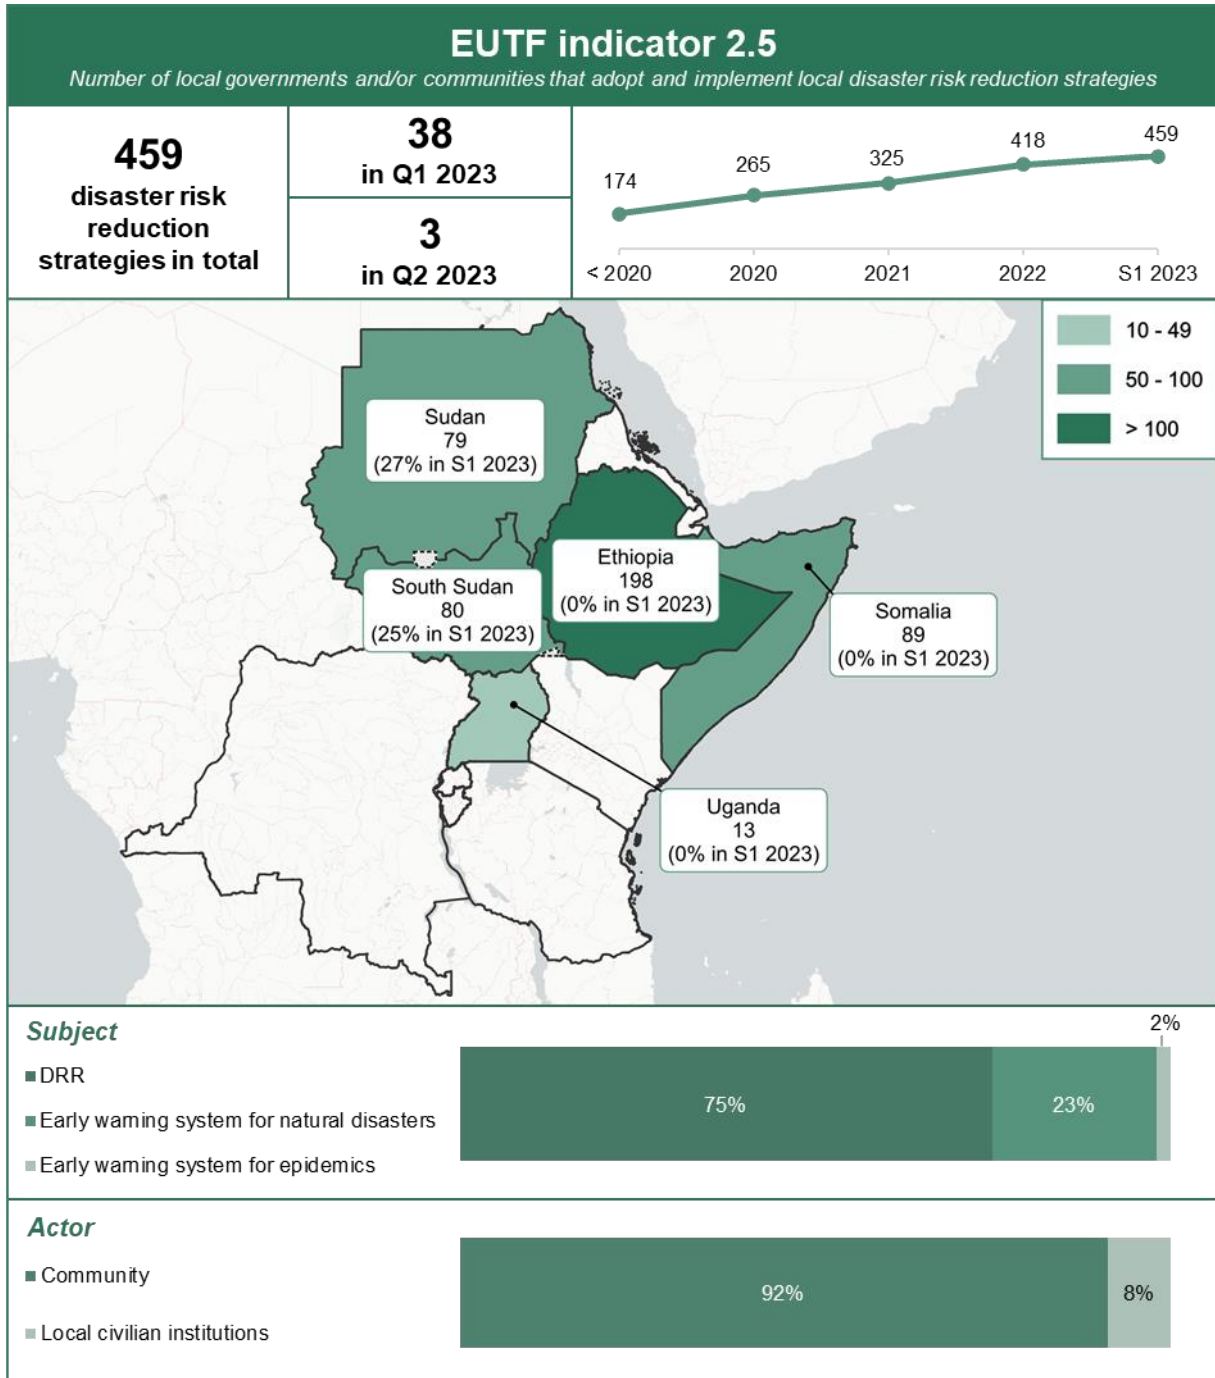 EUTF indicator 2.5
Number of local governments and/or communities that adopt and implement local disaster risk reduction strategies
459
disaster risk
reduction
strategies in total
38
in Q1 2023
3
in Q2 2023
174
265
325
418
459
< 2020
2020
2021
2022
S1 2023
10 - 49
50 - 100
> 100
Sudan
79
(27% in S1 2023)
Ethiopia
198
(0% in S1 2023)
South Sudan
80
(25% in S1 2023)
Somalia
89
(0% in S1 2023)
Uganda
13
(0% in S1 2023)
Subject
DRR
Early warning system for natural disasters
Early warning system for epidemics
75%
23%
2%
Actor
Community
Local civilian institutions
92%
8%